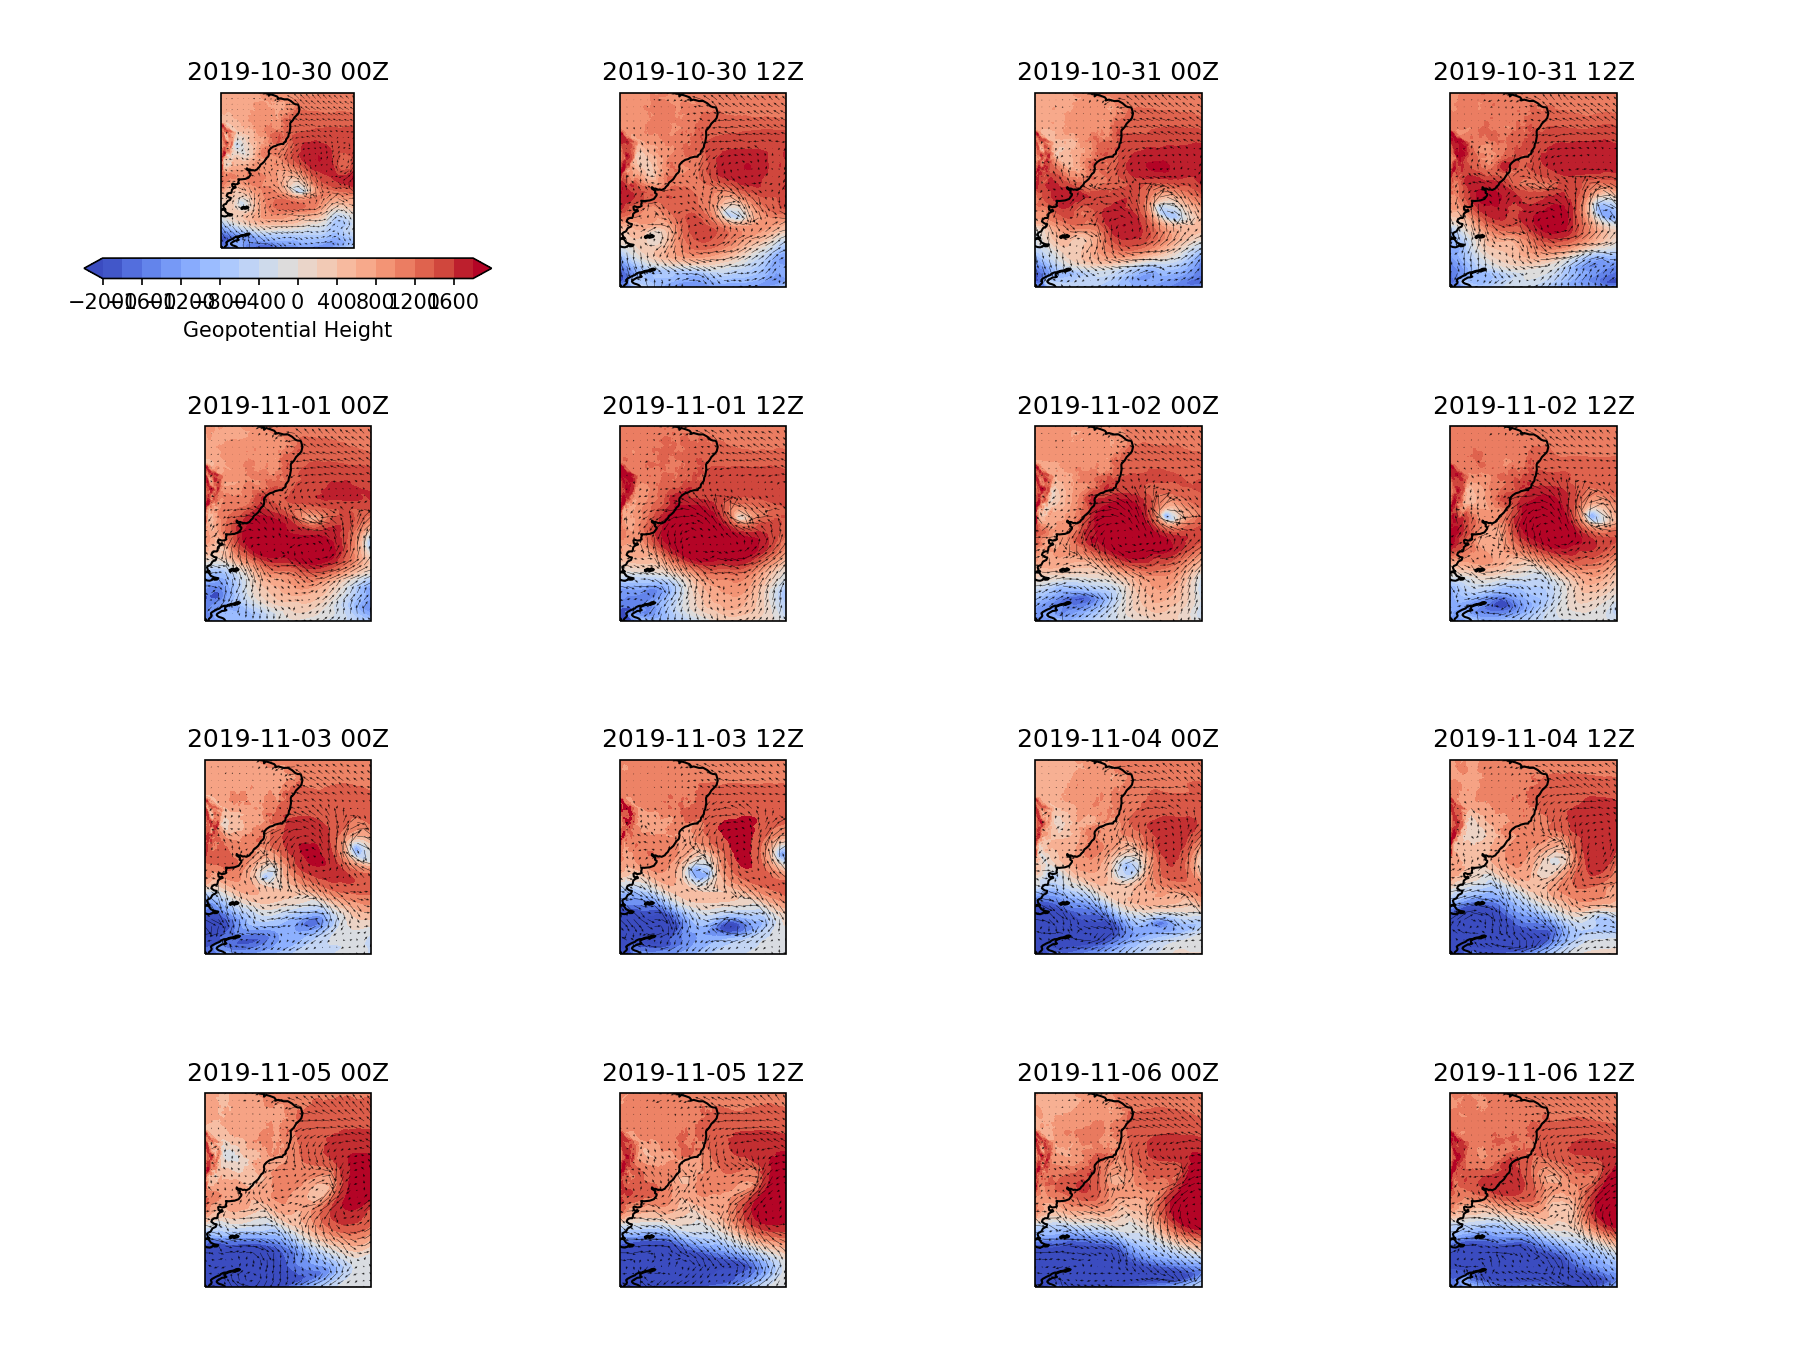 2019-10-30 00Z 2019-10-30 12Z 2019-10-31 00Z 2019-10-31 12Z
−2000 −1600 −1200 −800 −400 0 400 800 1200 1600
Geopotential Height
2019-11-01 00Z 2019-11-01 12Z 2019-11-02 00Z 2019-11-02 12Z
2019-11-03 00Z 2019-11-03 12Z 2019-11-04 00Z 2019-11-04 12Z
2019-11-05 00Z 2019-11-05 12Z 2019-11-06 00Z 2019-11-06 12Z